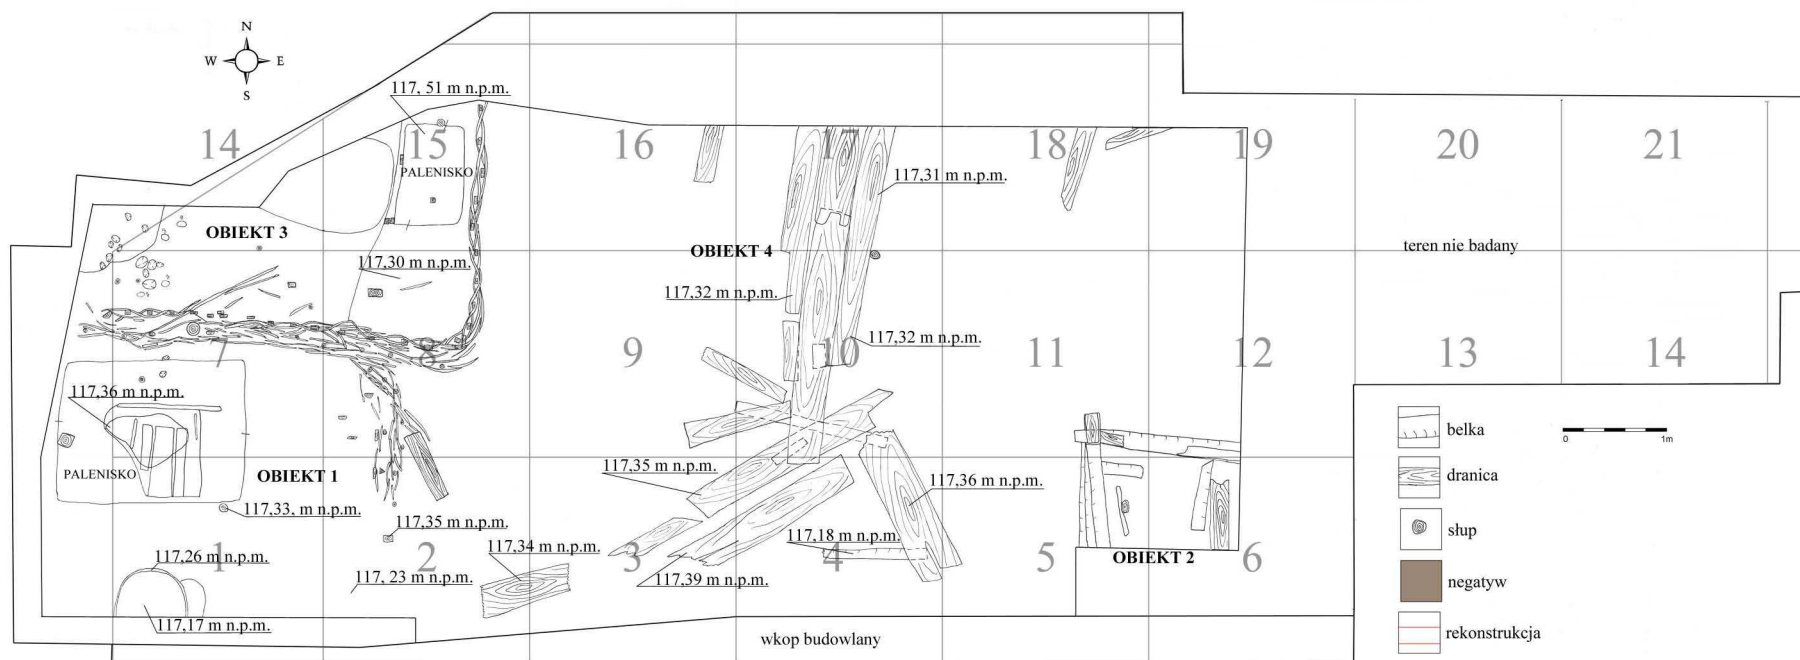 N
W E
S
117, 51 m n.p.m.
14
15
16
17
18
19
20
21
PALENISKO
117,31 m n.p.m.
OBIEKT 3
OBIEKT 4
teren nie badany
117,30 m n.p.m.
117,32 m n.p.m.
117,32 m n.p.m.
7
8
9
10
11
12
13
14
117,36 m n.p.m.
belka
0 1m
PALENISKO
OBIEKT 1
117,35 m n.p.m.
117,36 m n.p.m.
dranica
117,33, m n.p.m.
117,35 m n.p.m.
117,18 m n.p.m.
słup
117,34 m n.p.m.
117,26 m n.p.m.
1
2
3
4
5
6
OBIEKT 2
117, 23 m n.p.m.
117,39 m n.p.m.
negatyw
117,17 m n.p.m.
wkop budowlany
rekonstrukcja